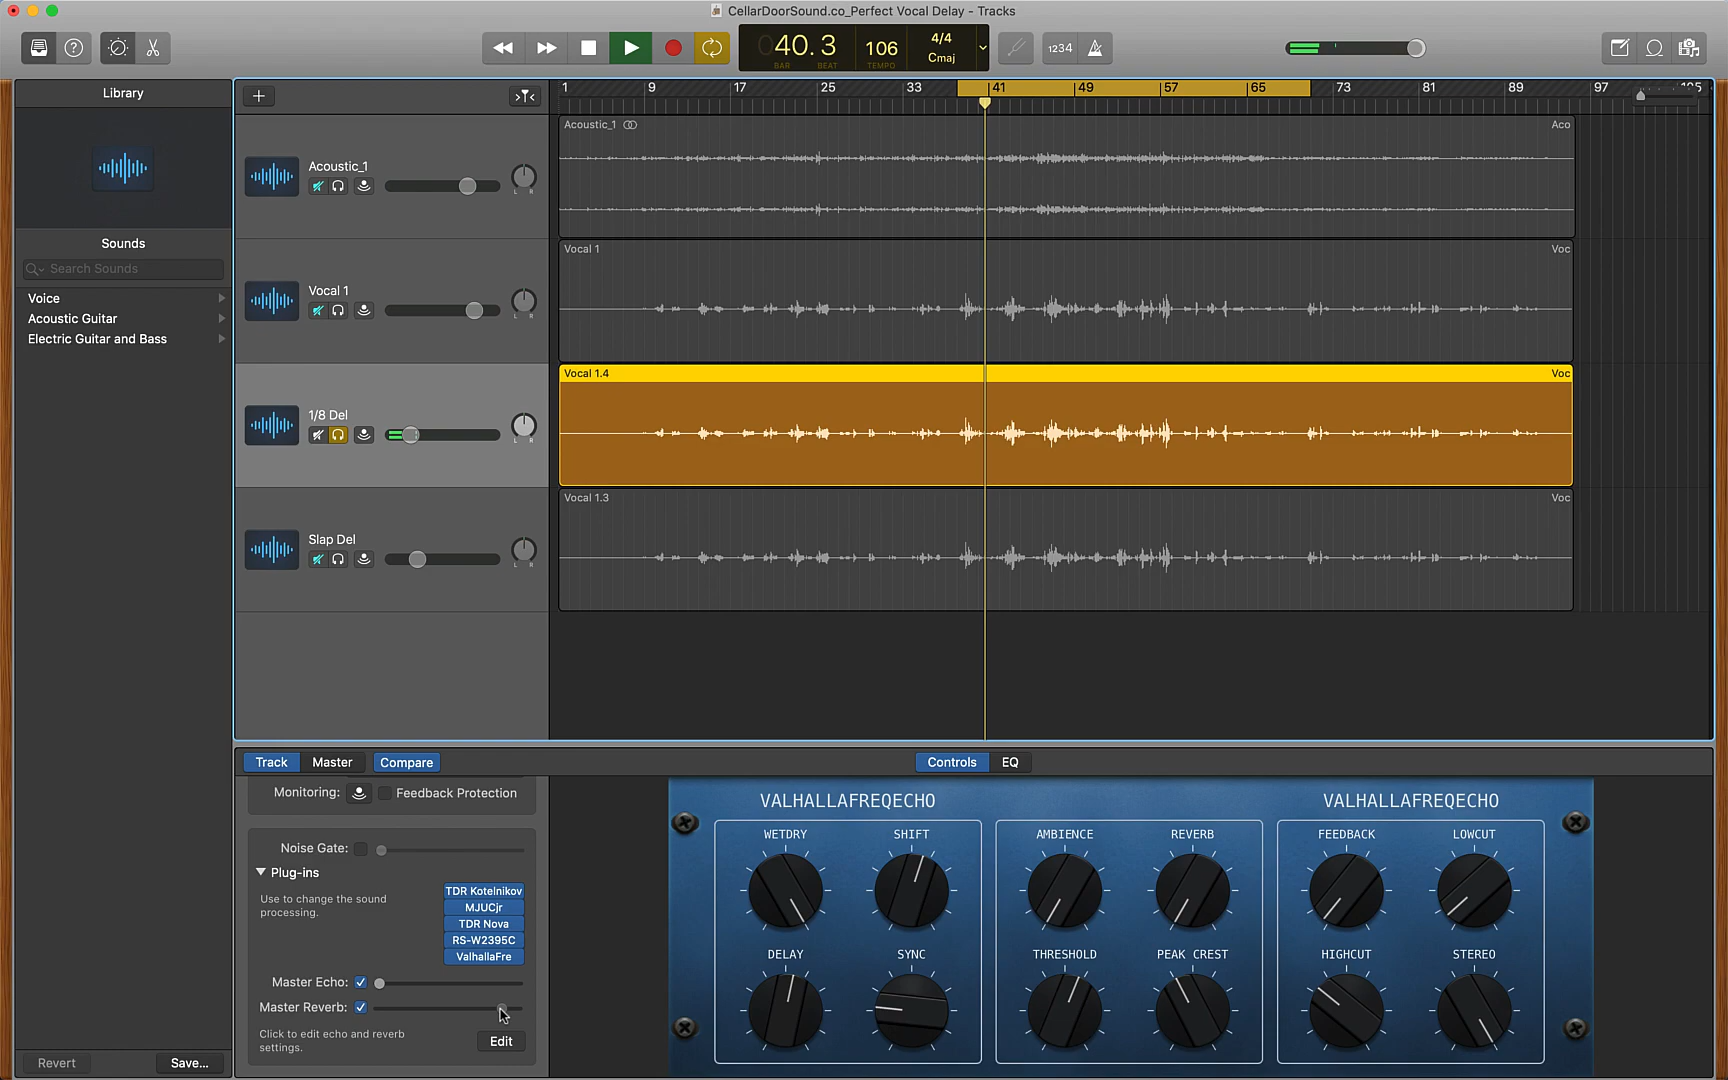 CellarDoorSound.co_Perfect Vocal Delay - Tracks
40.3
BAR BEAT
106
TEMPO
4/4
Cmaj
1234
Library
Sounds
Search Sounds
Voice
Acoustic Guitar
Electric Guitar and Bass
Revert
Save...
1 9 17 25 33 41 49 57 65 73 81 89 97 105
Acoustic_1
L R
Acoustic_1
Aco
Vocal 1
L R
Vocal 1
Voc
1/8 Del
L R
Vocal 1.4
Voc
Slap Del
L R
Vocal 1.3
Voc
Track
Master
Compare
Controls
EQ
Monitoring:
Feedback Protection
Noise Gate:
Plug-ins
Use to change the sound
processing.
TDR Kotelnikov
MJUCjr
TDR Nova
RS-W2395C
ValhallaFre
Master Echo:
Master Reverb:
Click to edit echo and reverb
settings.
Edit
VALHALLAFREQECHO
VALHALLAFREQECHO
WETDRY
SHIFT
AMBIENCE
REVERB
FEEDBACK
LOWCUT
DELAY
SYNC
THRESHOLD
PEAK CREST
HIGHCUT
STEREO